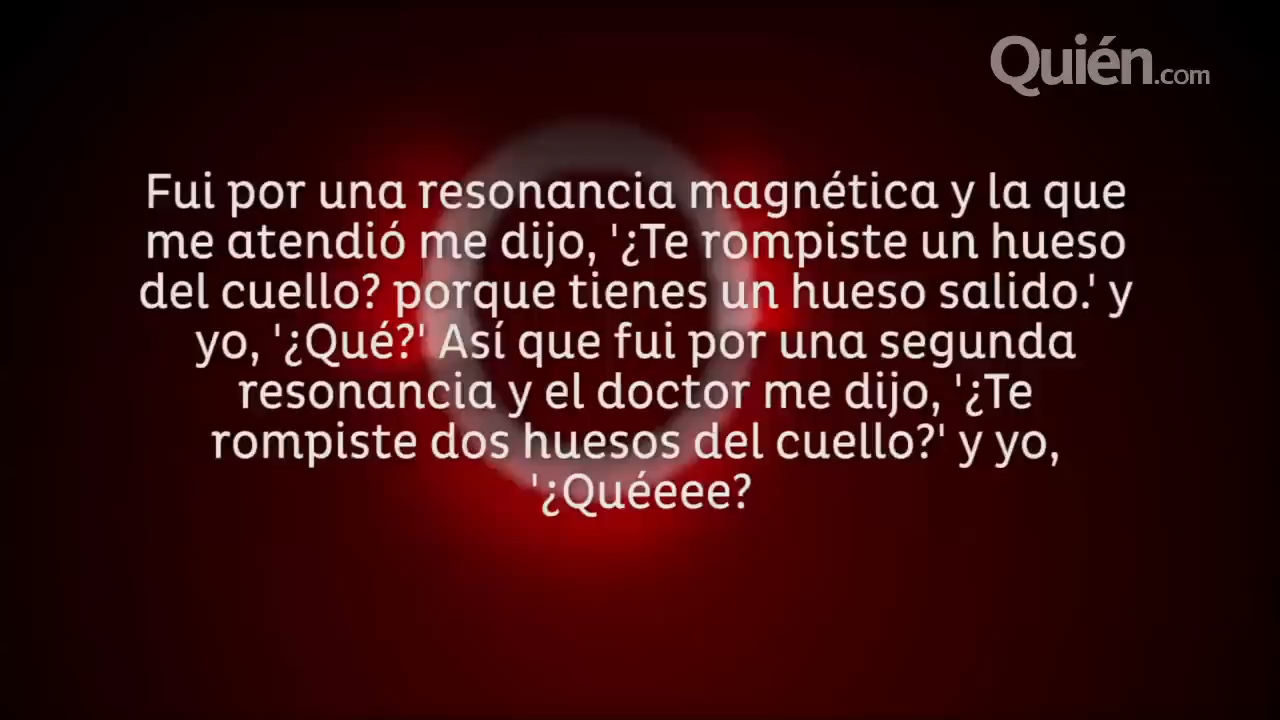 Quién.com
Fui por una resonancia magnética y la que
me atendió me dijo, '¿Te rompiste un hueso
del cuello? porque tienes un hueso salido.' y
yo, '¿Qué?' Así que fui por una segunda
resonancia y el doctor me dijo, '¿Te
rompiste dos huesos del cuello?' y yo,
'¿Quéeee?